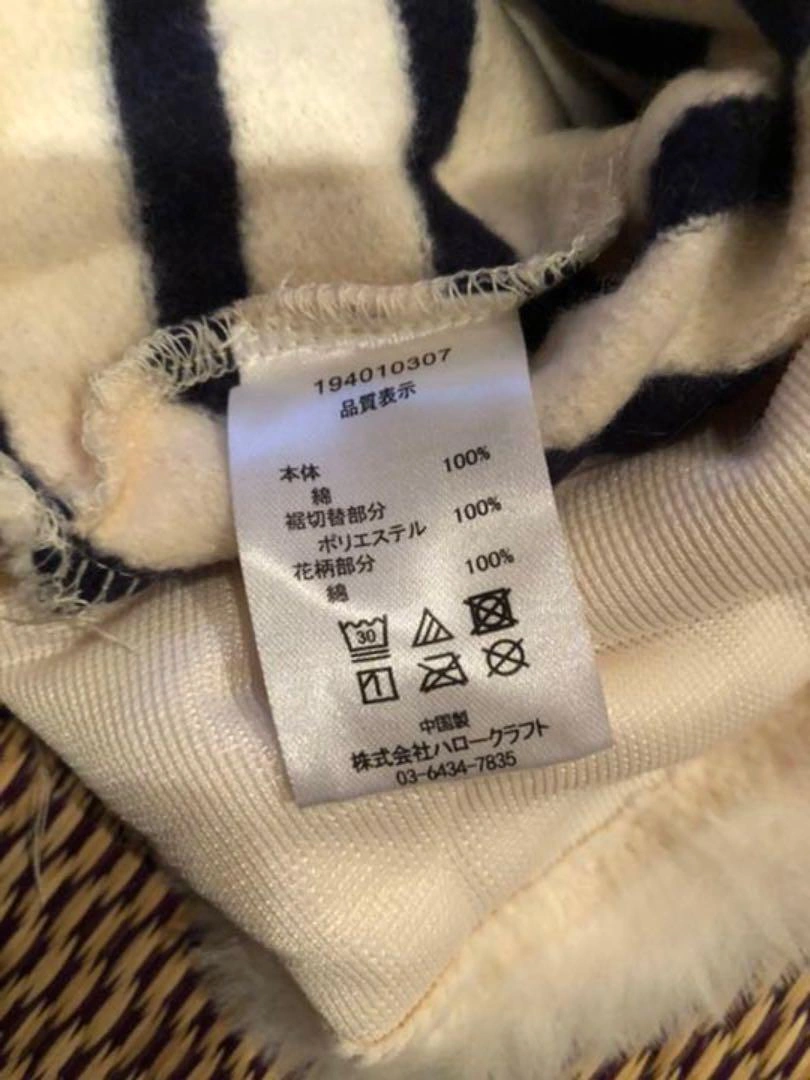 194010307
品質表示
本体 100%
綿
裾切替部分 100%
ポリエステル
花柄部分 100%
綿
30
中国製
株式会社ハロークラフト
03-6434-7835